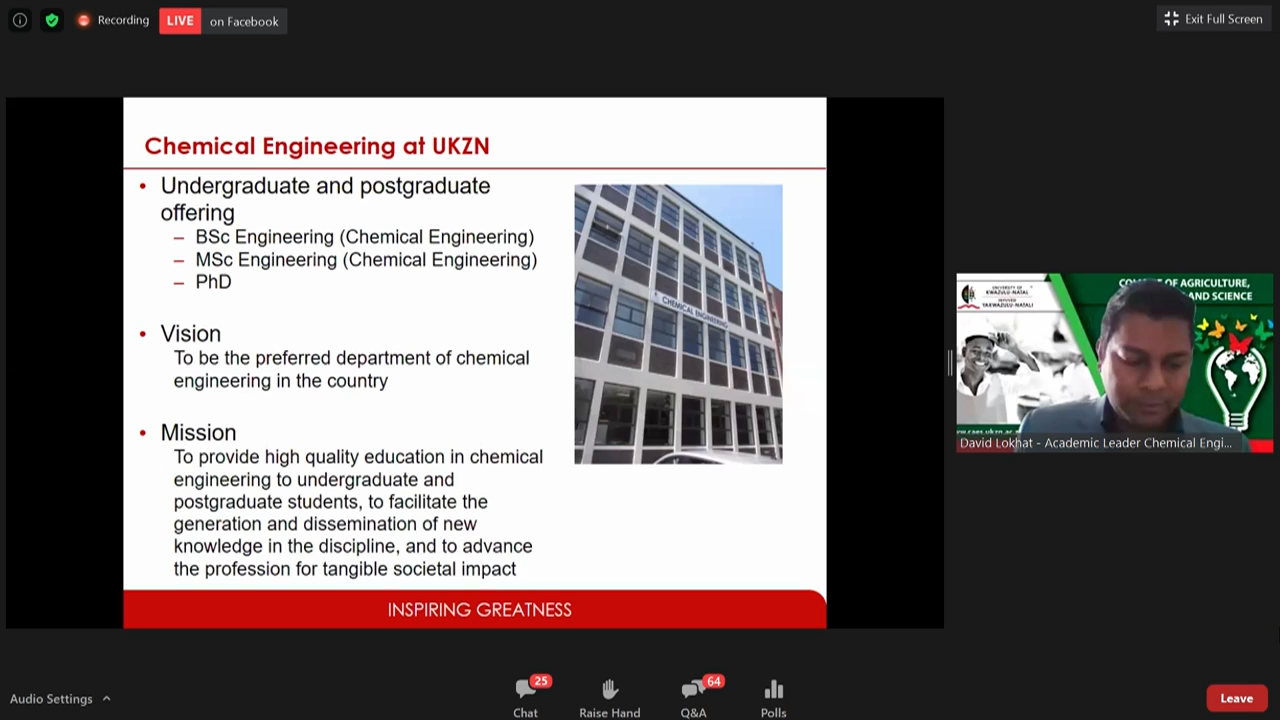 Recording
LIVE on Facebook
Exit Full Screen
Chemical Engineering at UKZN
• Undergraduate and postgraduate
offering
– BSc Engineering (Chemical Engineering)
– MSc Engineering (Chemical Engineering)
– PhD
• Vision
To be the preferred department of chemical
engineering in the country
• Mission
To provide high quality education in chemical
engineering to undergraduate and
postgraduate students, to facilitate the
generation and dissemination of new
knowledge in the discipline, and to advance
the profession for tangible societal impact
CHEMICAL ENGINEERING
INSPIRING GREATNESS
UNIVERSITY OF
KWAZULU-NATAL
INYUVESI
YAKWAZULU-NATALI
OF AGRICULTURE,
AND SCIENCE
David Lokhat - Academic Leader Chemical Engi...
Audio Settings
25
Chat
Raise Hand
64
Q&A
Polls
Leave